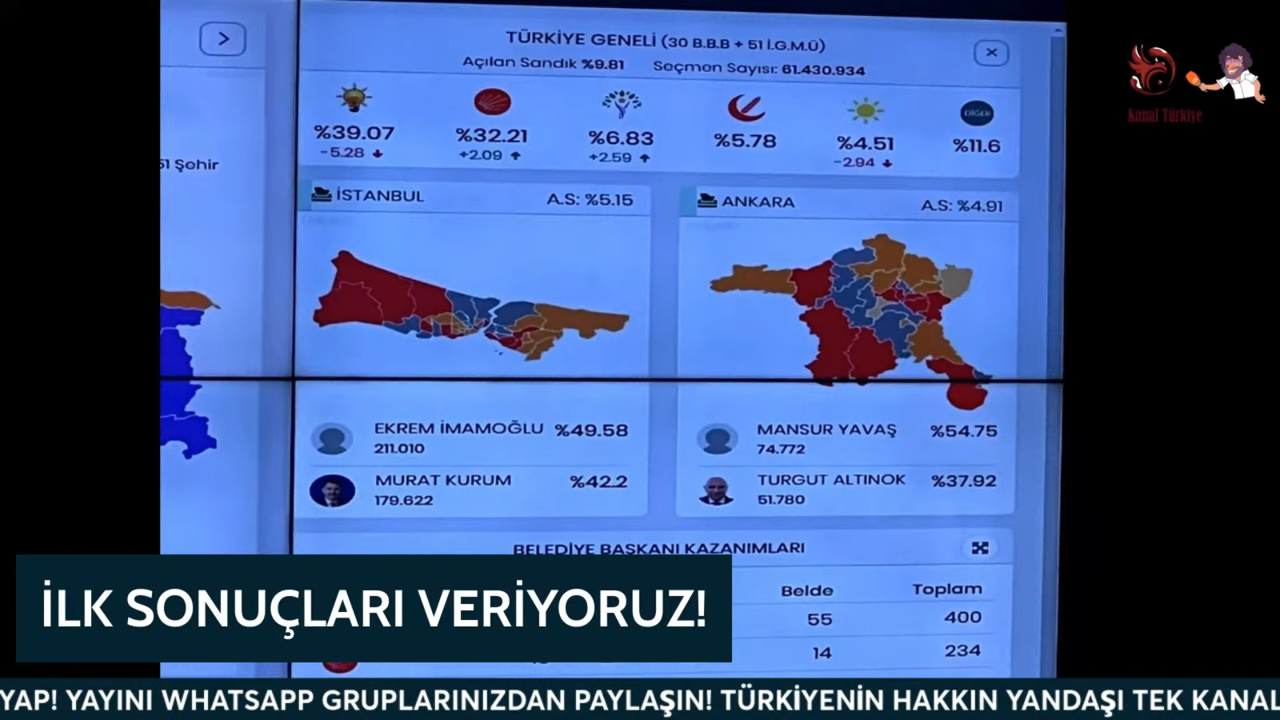 TÜRKİYE GENELİ (30 B.B.B + 51 İ.G.M.Ü)
Açılan Sandık %9.81 Seçmen Sayısı: 61.430.934
DİĞER
%39.07 %32.21 %6.83 %5.78 %4.51 %11.6
-5.28 +2.09 +2.59 -2.94
51 Şehir
İSTANBUL A.S: %5.15
ANKARA A.S: %4.91
EKREM İMAMOĞLU %49.58
211.010
MURAT KURUM %42.2
179.622
MANSUR YAVAŞ %54.75
74.772
TURGUT ALTINOK %37.92
51.780
BELEDİYE BAŞKANI KAZANIMLARI
Belde Toplam
55 400
14 234
Kanal Türkiye
İLK SONUÇLARI VERİYORUZ!
YAP! YAYINI WHATSAPP GRUPLARINIZDAN PAYLAŞIN! TÜRKİYENİN HAKKIN YANDAŞI TEK KANAL